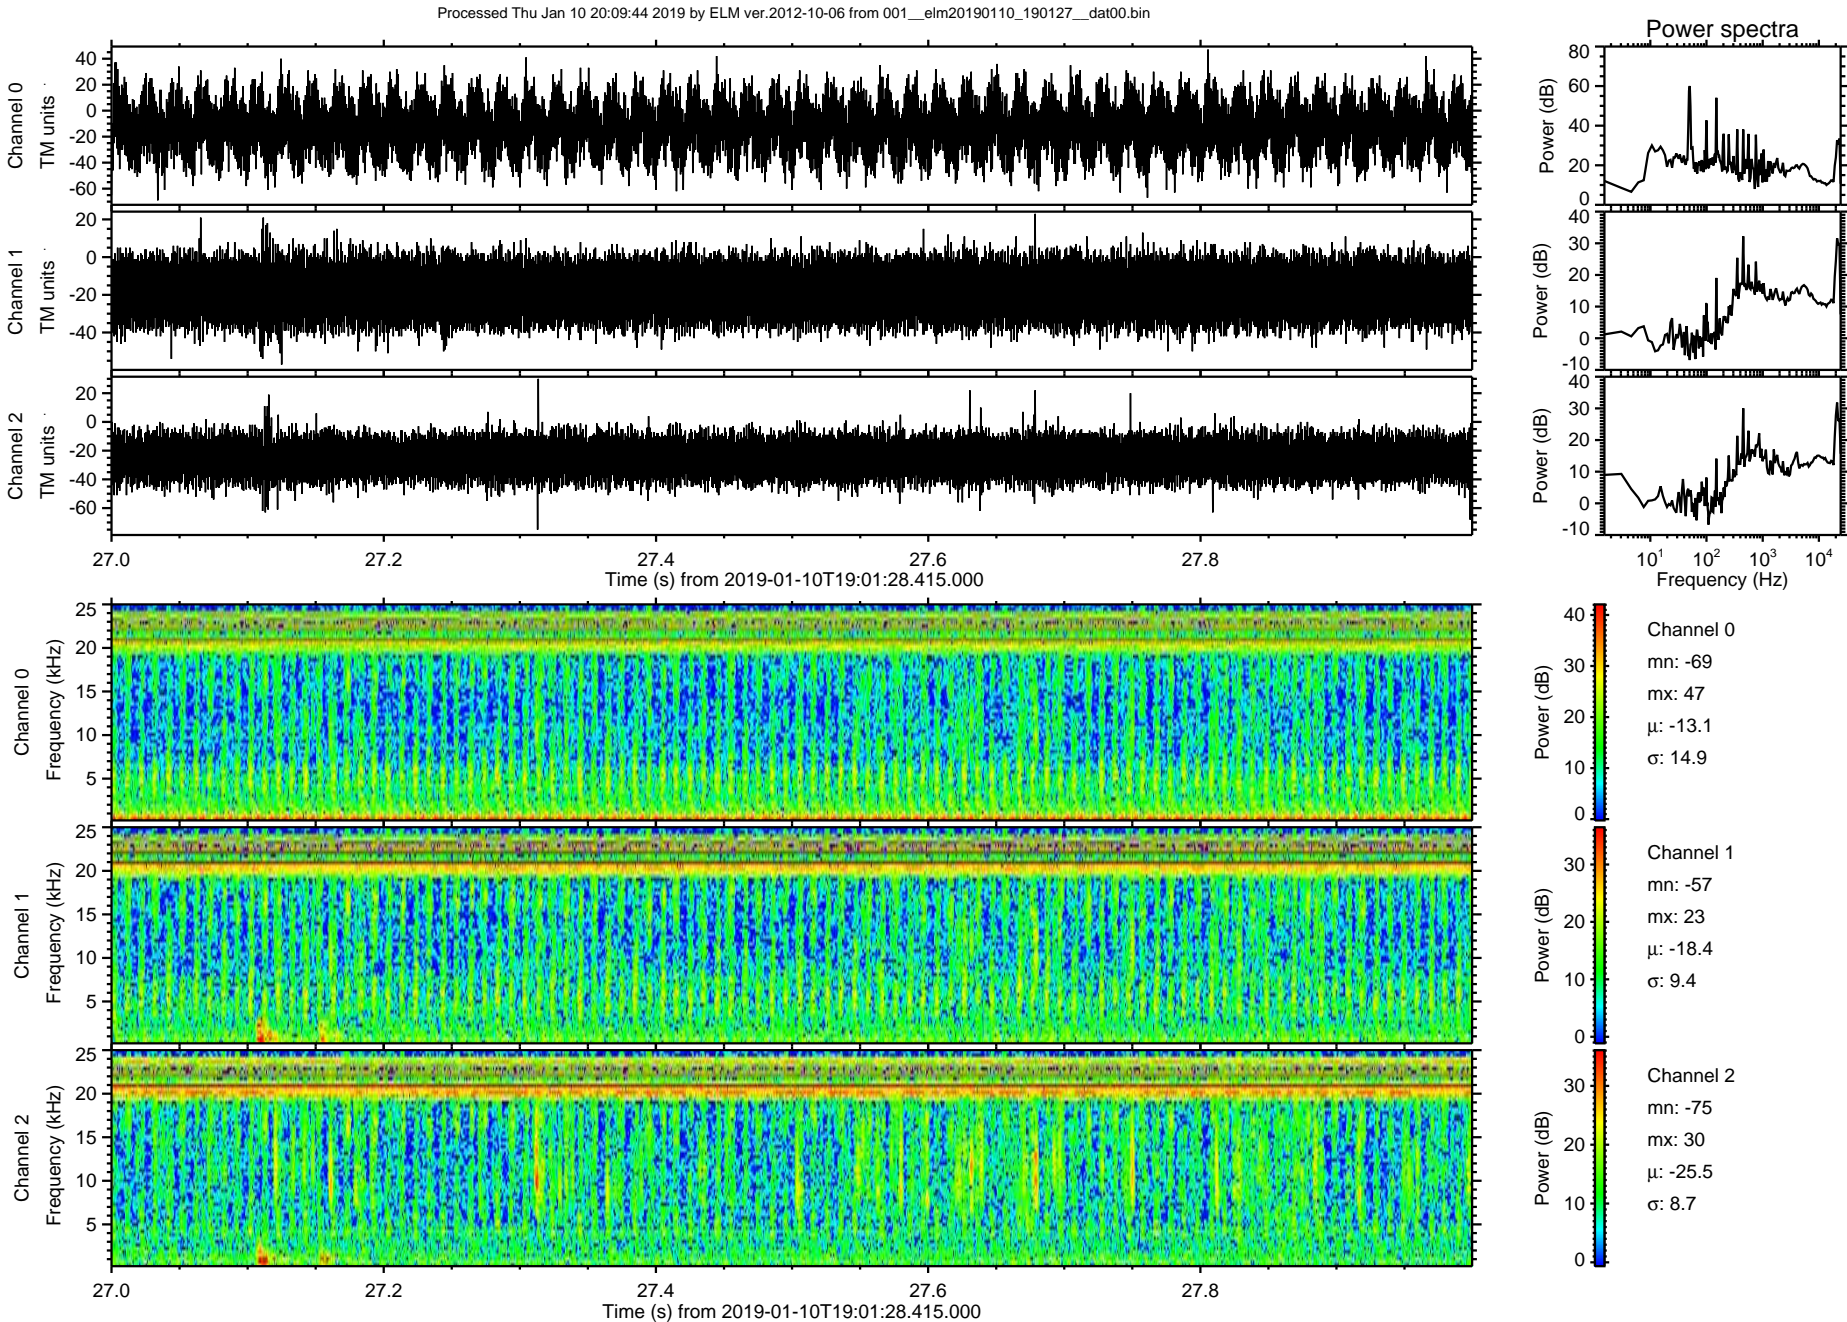 Processed Thu Jan 10 20:09:44 2019 by ELM ver.2012-10-06 from 001__elm20190110_190127__dat00.bin
Power spectra
Channel 0
TM units
40
20
0
-20
-40
-60
Power (dB)
80
60
40
20
0
Channel 1
TM units
20
0
-20
-40
Power (dB)
40
30
20
10
0
-10
Channel 2
TM units
20
0
-20
-40
-60
Power (dB)
40
30
20
10
0
-10
27.0 27.2 27.4 27.6 27.8
Time (s) from 2019-01-10T19:01:28.415.000
10^1 10^2 10^3 10^4
Frequency (Hz)
Channel 0
Frequency (kHz)
25
20
15
10
5
Power (dB)
40
30
20
10
0
Channel 0
mn: -69
mx: 47
μ: -13.1
σ: 14.9
Channel 1
Frequency (kHz)
25
20
15
10
5
Power (dB)
30
20
10
0
Channel 1
mn: -57
mx: 23
μ: -18.4
σ: 9.4
Channel 2
Frequency (kHz)
25
20
15
10
5
Power (dB)
30
20
10
0
Channel 2
mn: -75
mx: 30
μ: -25.5
σ: 8.7
27.0 27.2 27.4 27.6 27.8
Time (s) from 2019-01-10T19:01:28.415.000